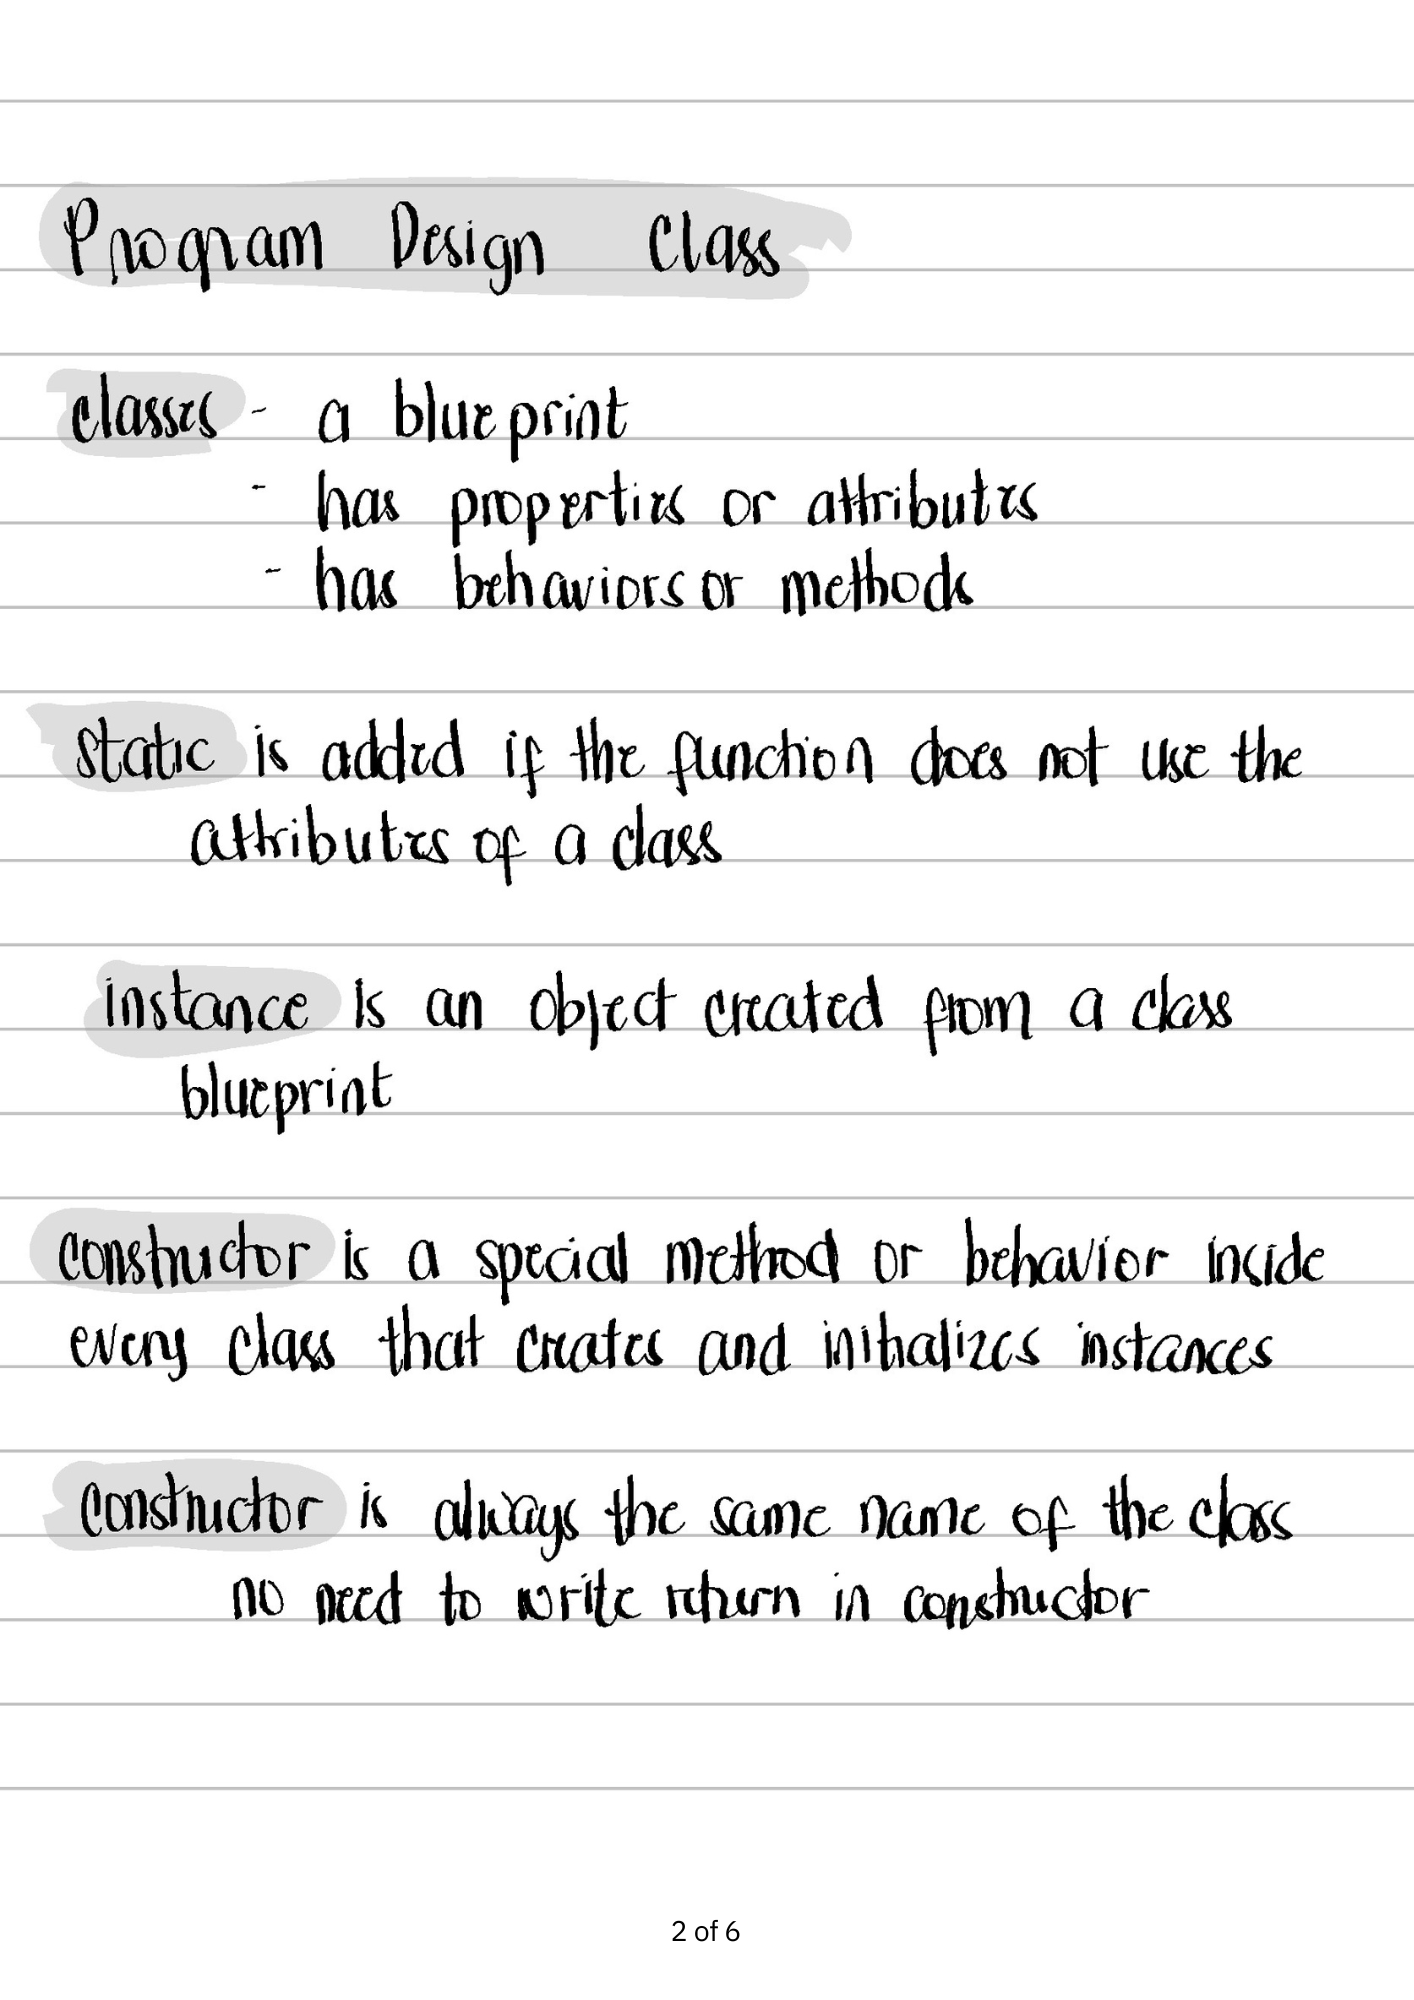 Program Design Class
classes - a blueprint
- has properties or attributes
- has behaviors or methods
static is added if the function does not use the
attributes of a class
instance is an object created from a class
blueprint
constructor is a special method or behavior inside
every class that creates and initializes instances
constructor is always the same name of the class
no need to write return in constructor
2 of 6